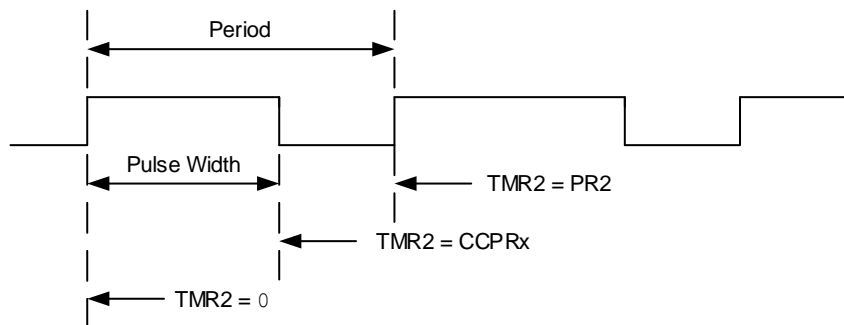 Period
Pulse Width
TMR2 = PR2
TMR2 = CCPRx
TMR2 = 0